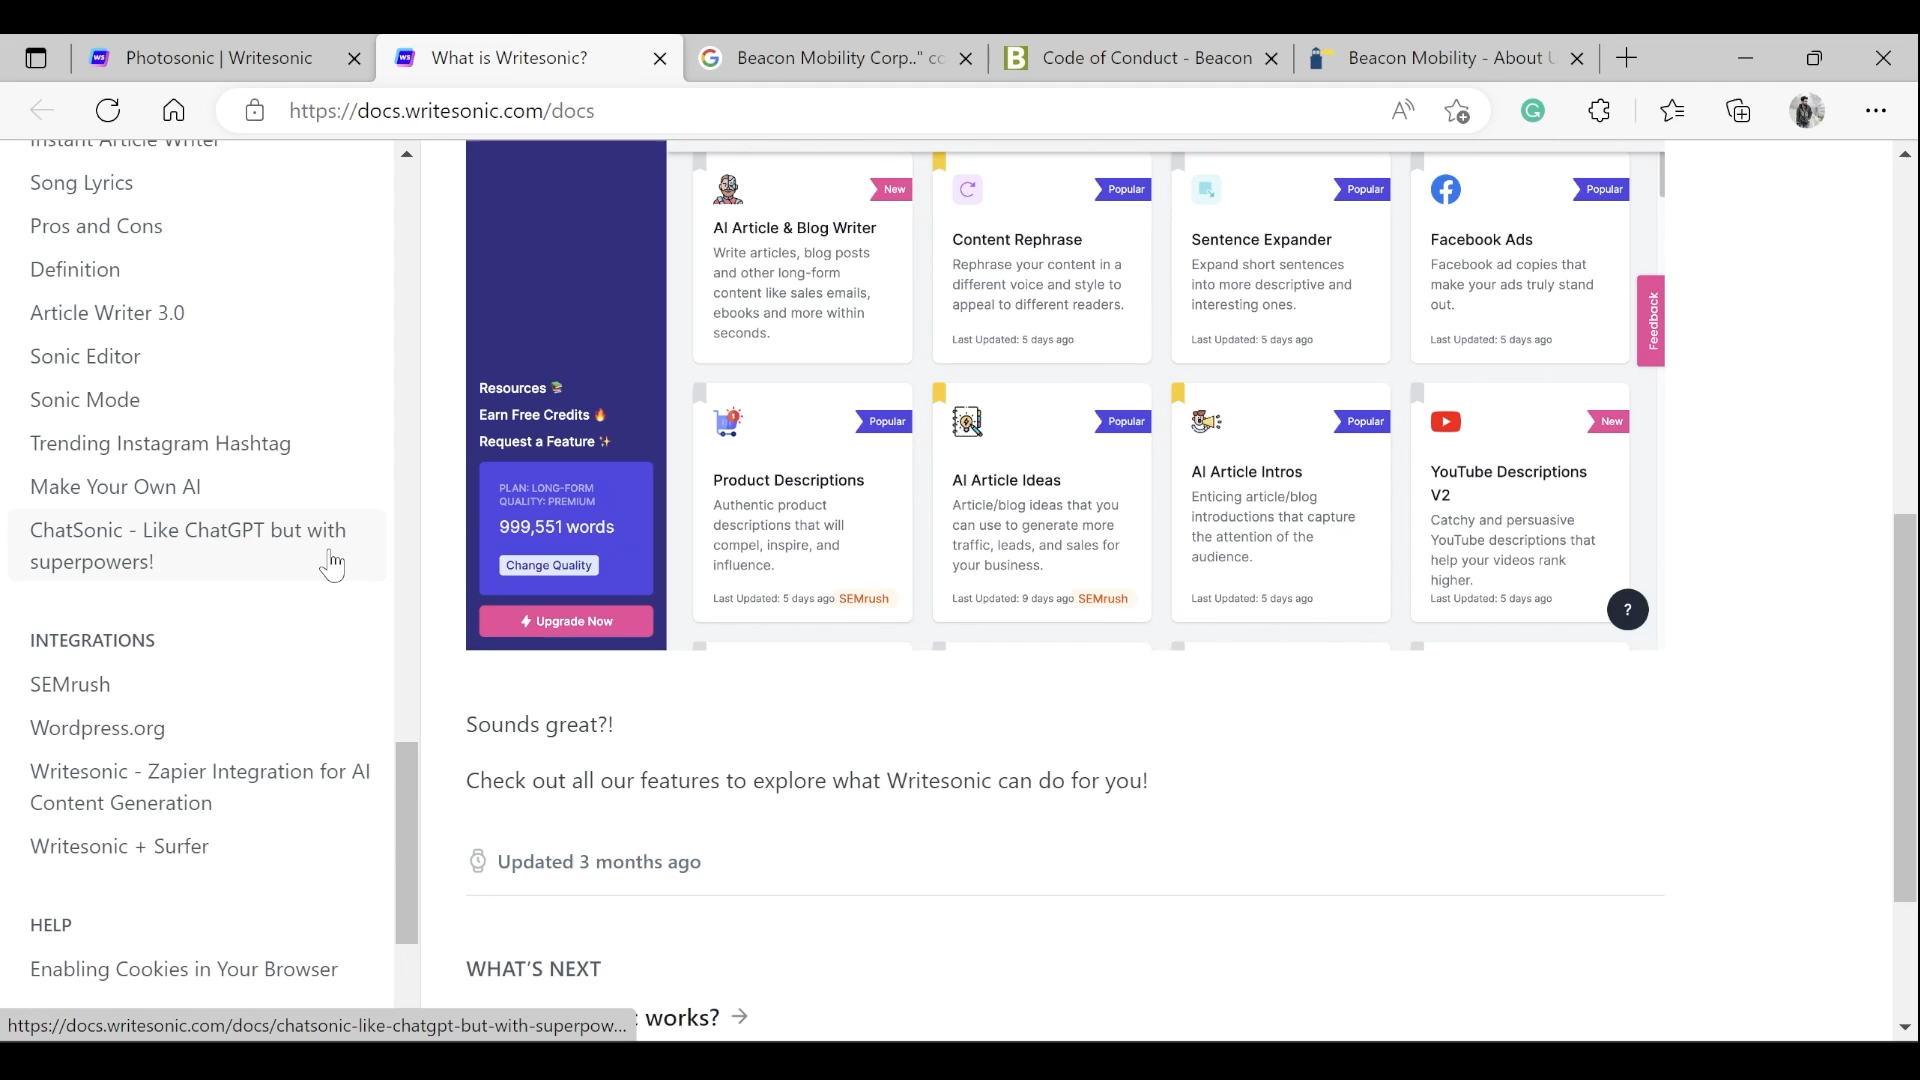 Photosonic | Writesonic
What is Writesonic?
Beacon Mobility Corp.." co
Code of Conduct - Beacon
Beacon Mobility - About U
https://docs.writesonic.com/docs
Instant Article Writer
Song Lyrics
Pros and Cons
Definition
Article Writer 3.0
Sonic Editor
Sonic Mode
Trending Instagram Hashtag
Make Your Own AI
ChatSonic - Like ChatGPT but with
superpowers!
INTEGRATIONS
SEMrush
Wordpress.org
Writesonic - Zapier Integration for AI
Content Generation
Writesonic + Surfer
HELP
Enabling Cookies in Your Browser
https://docs.writesonic.com/docs/chatsonic-like-chatgpt-but-with-superpow...
Resources
Earn Free Credits
Request a Feature
PLAN: LONG-FORM
QUALITY: PREMIUM
999,551 words
Change Quality
Upgrade Now
New
AI Article & Blog Writer
Write articles, blog posts
and other long-form
content like sales emails,
ebooks and more within
seconds.
Popular
Content Rephrase
Rephrase your content in a
different voice and style to
appeal to different readers.
Last Updated: 5 days ago
Popular
Sentence Expander
Expand short sentences
into more descriptive and
interesting ones.
Last Updated: 5 days ago
Popular
Facebook Ads
Facebook ad copies that
make your ads truly stand
out.
Last Updated: 5 days ago
Feedback
Popular
Product Descriptions
Authentic product
descriptions that will
compel, inspire, and
influence.
Last Updated: 5 days ago SEMrush
Popular
AI Article Ideas
Article/blog ideas that you
can use to generate more
traffic, leads, and sales for
your business.
Last Updated: 9 days ago SEMrush
Popular
AI Article Intros
Enticing article/blog
introductions that capture
the attention of the
audience.
Last Updated: 5 days ago
New
YouTube Descriptions
V2
Catchy and persuasive
YouTube descriptions that
help your videos rank
higher.
Last Updated: 5 days ago
?
Sounds great?!
Check out all our features to explore what Writesonic can do for you!
Updated 3 months ago
WHAT'S NEXT
works?